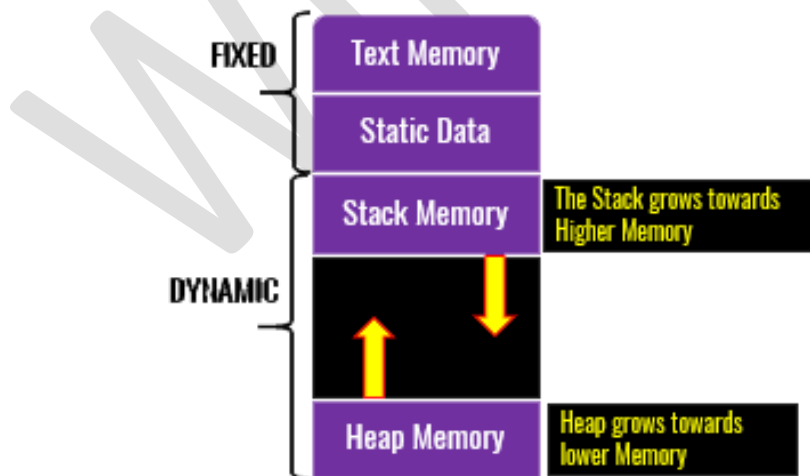 FIXED
Text Memory
Static Data
Stack Memory
The Stack grows towards
Higher Memory
DYNAMIC
Heap Memory
Heap grows towards
lower Memory